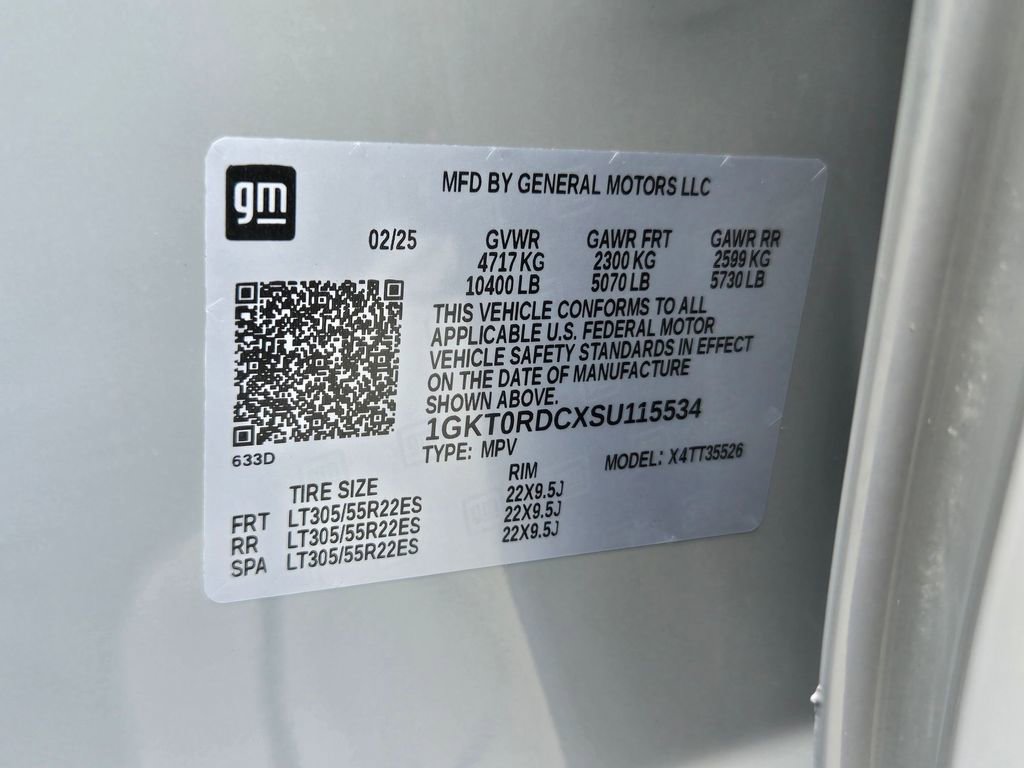 gm
MFD BY GENERAL MOTORS LLC
02/25 GVWR GAWR FRT GAWR RR
4717 KG 2300 KG 2599 KG
10400 LB 5070 LB 5730 LB
THIS VEHICLE CONFORMS TO ALL
APPLICABLE U.S. FEDERAL MOTOR
VEHICLE SAFETY STANDARDS IN EFFECT
ON THE DATE OF MANUFACTURE
SHOWN ABOVE.
1GKT0RDCXSU115534
633D
TYPE: MPV MODEL: X4TT35526
TIRE SIZE RIM
FRT LT305/55R22ES 22X9.5J
RR LT305/55R22ES 22X9.5J
SPA LT305/55R22ES 22X9.5J